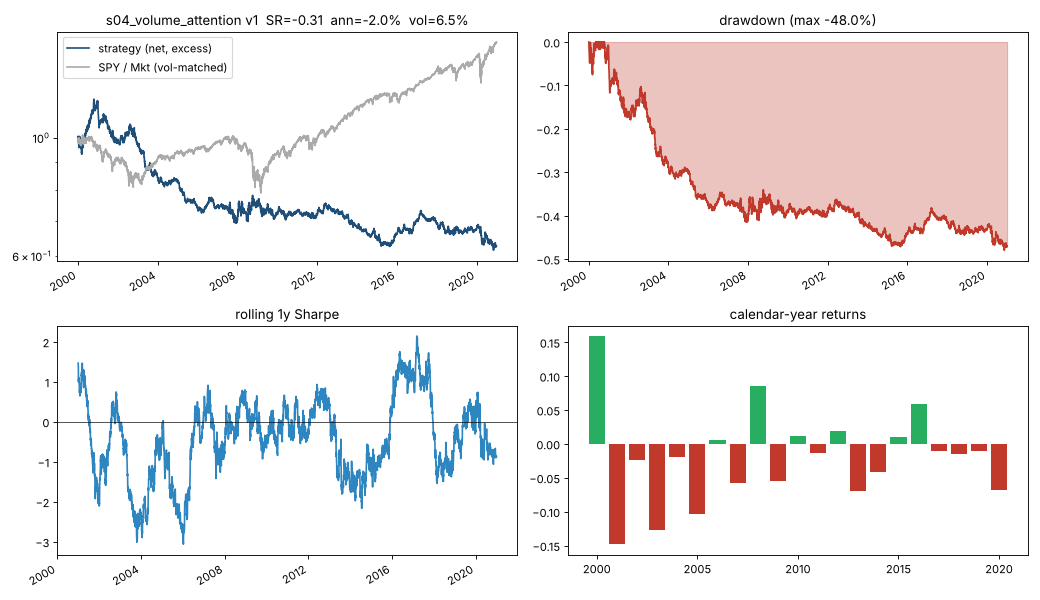 s04_volume_attention v1 SR=-0.31 ann=-2.0% vol=6.5%
strategy (net, excess)
SPY / Mkt (vol-matched)
10⁰
6 × 10⁻¹
2000 2004 2008 2012 2016 2020
drawdown (max -48.0%)
0.0
−0.1
−0.2
−0.3
−0.4
−0.5
2000 2004 2008 2012 2016 2020
rolling 1y Sharpe
2
1
0
−1
−2
−3
2000 2004 2008 2012 2016 2020
calendar-year returns
0.15
0.10
0.05
0.00
−0.05
−0.10
−0.15
2000 2005 2010 2015 2020